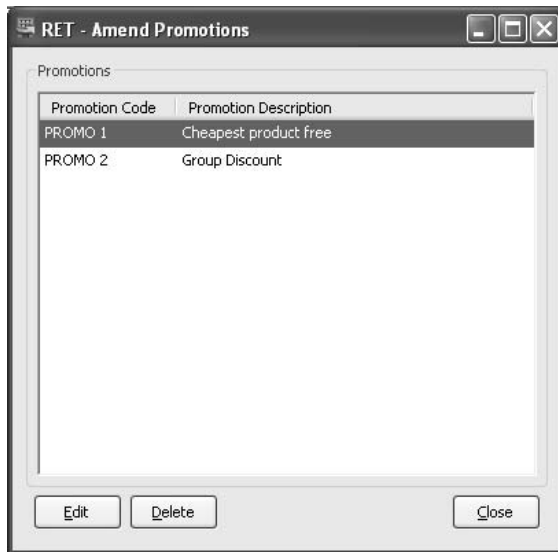 RET - Amend Promotions
Promotions
Promotion Code Promotion Description
PROMO 1 Cheapest product free
PROMO 2 Group Discount
Edit Delete Close